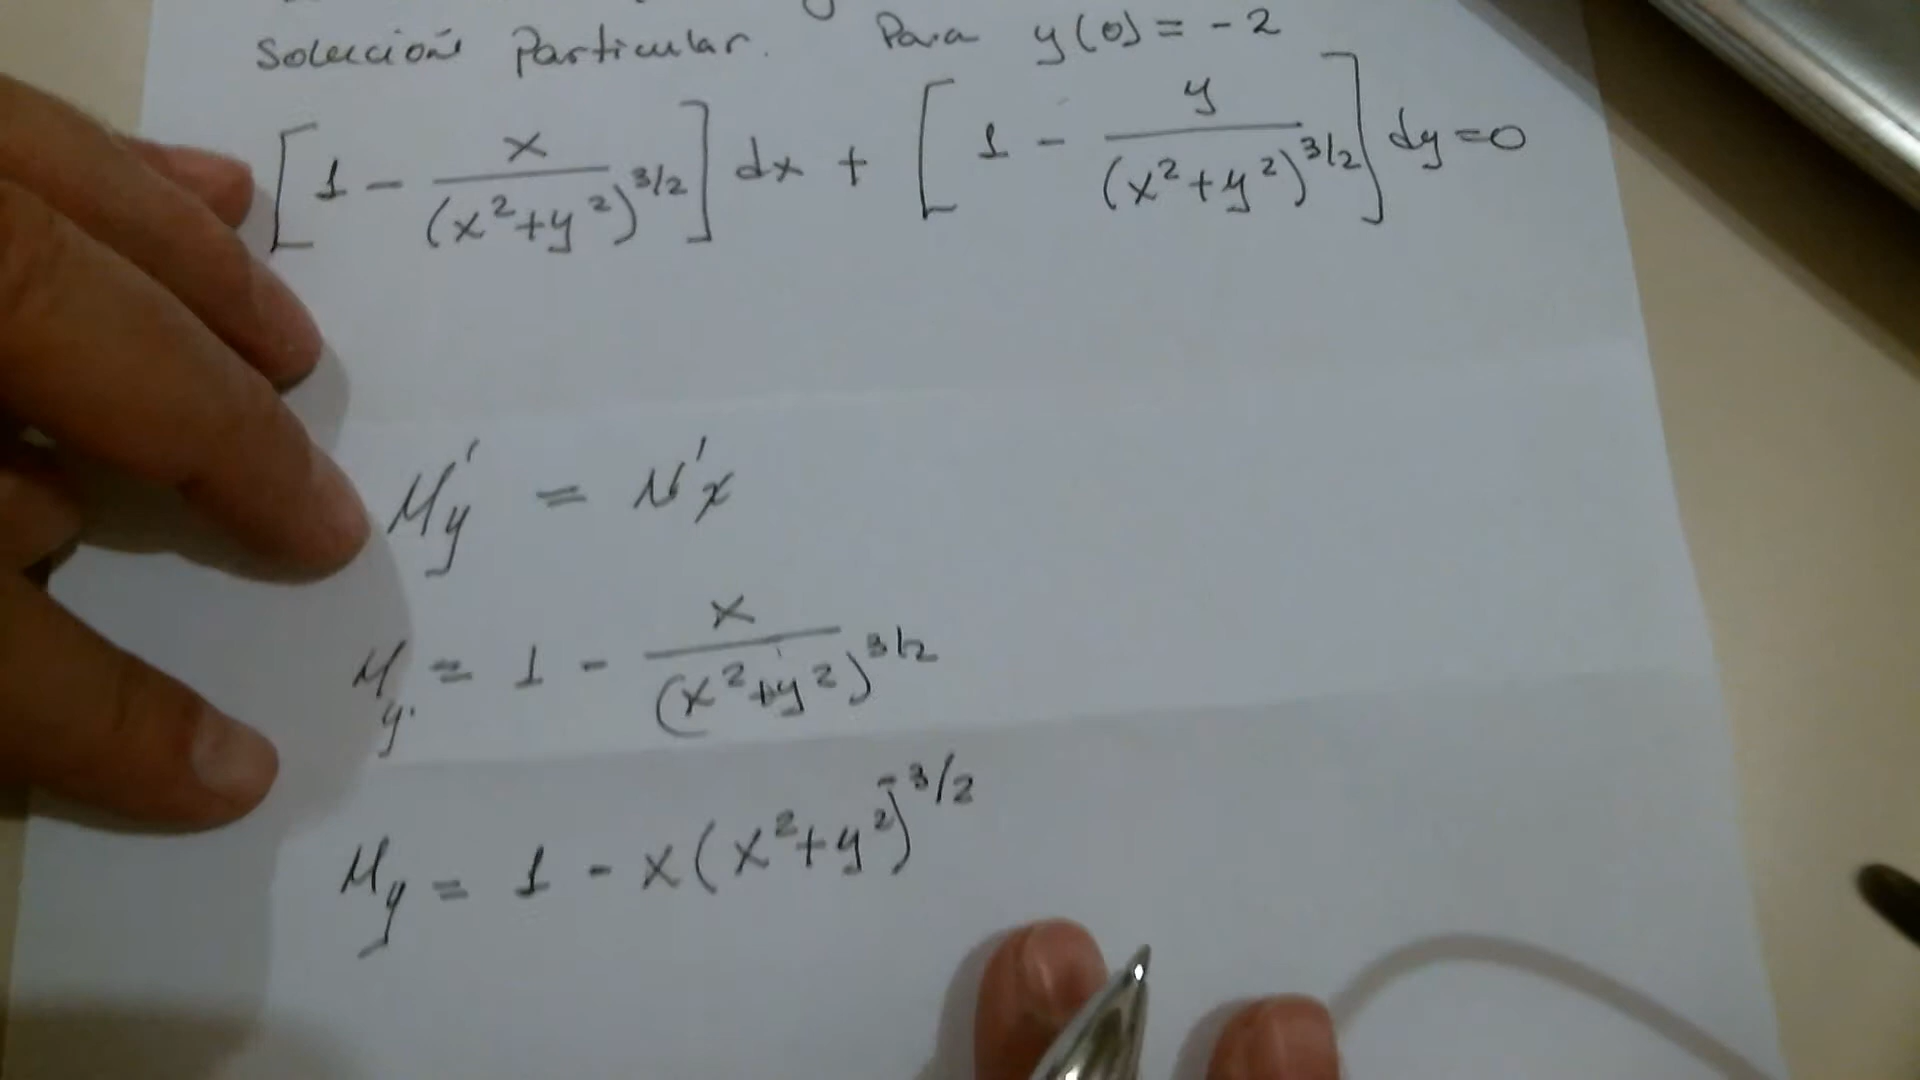 Solución Particular. Para y(0) = -2
[1 - x/(x²+y²)^3/2] dx + [1 - y/(x²+y²)^3/2] dy = 0
M'y = N'x
My = 1 - x/(x²+y²)^3/2
My = 1 - x(x²+y²)^-3/2